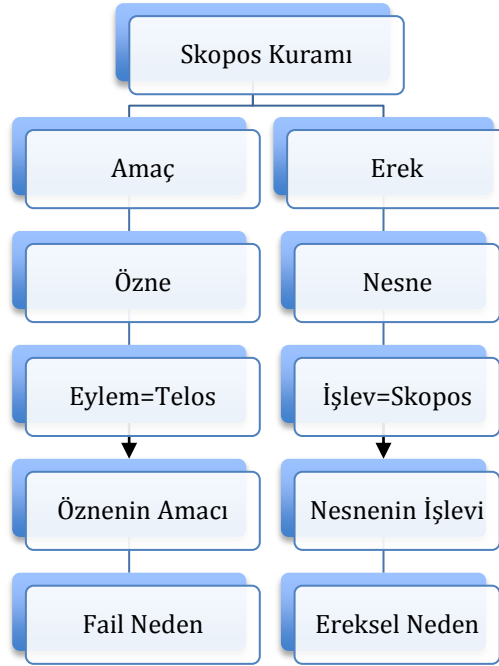 Skopos Kuramı
Amaç
Erek
Özne
Nesne
Eylem=Telos
İşlev=Skopos
Öznenin Amacı
Nesnenin İşlevi
Fail Neden
Ereksel Neden